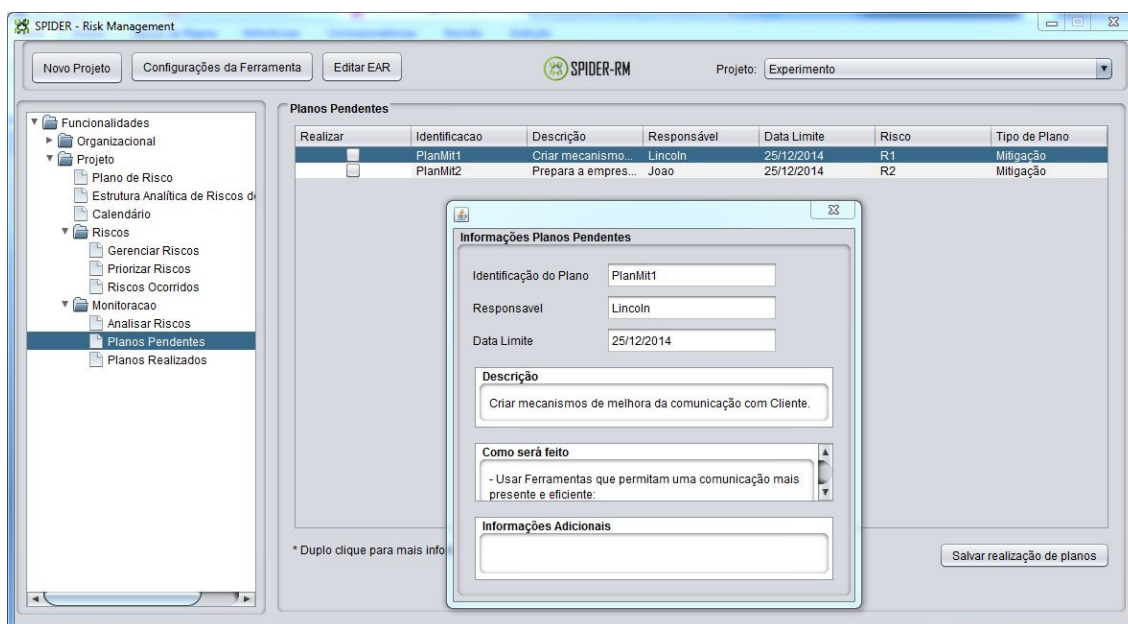 SPIDER - Risk Management
Novo Projeto Configurações da Ferramenta Editar EAR SPIDER-RM Projeto: Experimento
Funcionalidades
Organizacional
Projeto
Plano de Risco
Estrutura Analítica de Riscos d
Calendário
Riscos
Gerenciar Riscos
Priorizar Riscos
Riscos Ocorridos
Monitoracao
Analisar Riscos
Planos Pendentes
Planos Realizados
Planos Pendentes
Realizar Identificacao Descrição Responsável Data Limite Risco Tipo de Plano
PlanMit1 Criar mecanismo... Lincoln 25/12/2014 R1 Mitigação
PlanMit2 Prepara a empres... Joao 25/12/2014 R2 Mitigação
Informações Planos Pendentes
Identificação do Plano PlanMit1
Responsavel Lincoln
Data Limite 25/12/2014
Descrição
Criar mecanismos de melhora da comunicação com Cliente.
Como será feito
- Usar Ferramentas que permitam uma comunicação mais
presente e eficiente:
Informações Adicionais
* Duplo clique para mais info
Salvar realização de planos